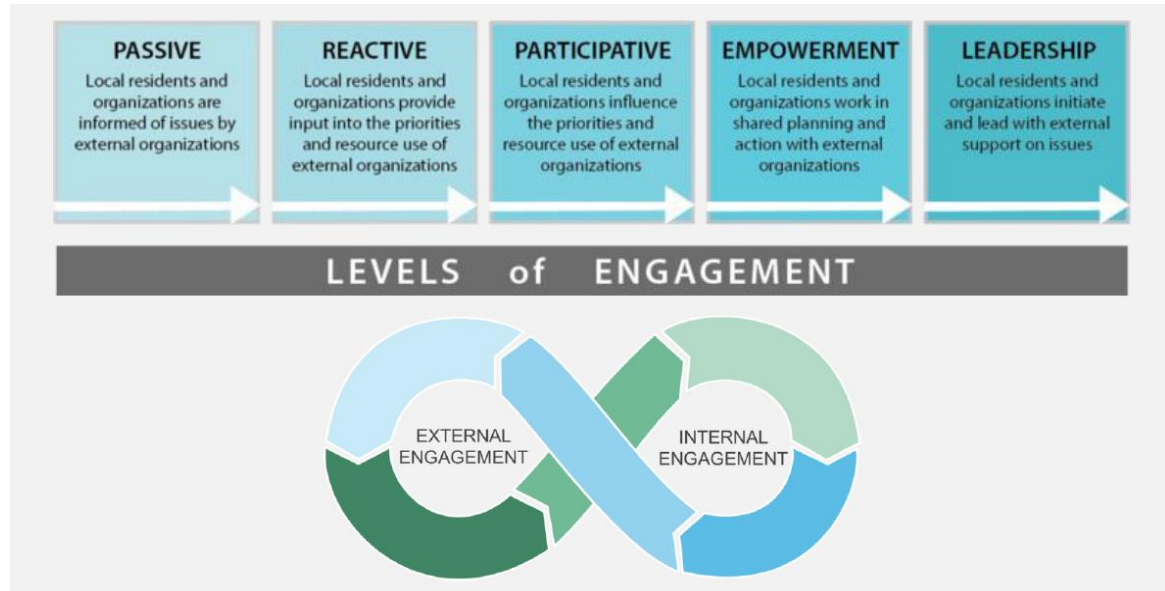 PASSIVE
Local residents and
organizations are
informed of issues by
external organizations
REACTIVE
Local residents and
organizations provide
input into the priorities
and resource use of
external organizations
PARTICIPATIVE
Local residents and
organizations influence
the priorities and
resource use of external
organizations
EMPOWERMENT
Local residents and
organizations work in
shared planning and
action with external
organizations
LEADERSHIP
Local residents and
organizations initiate
and lead with external
support on issues
LEVELS of ENGAGEMENT
EXTERNAL
ENGAGEMENT
INTERNAL
ENGAGEMENT